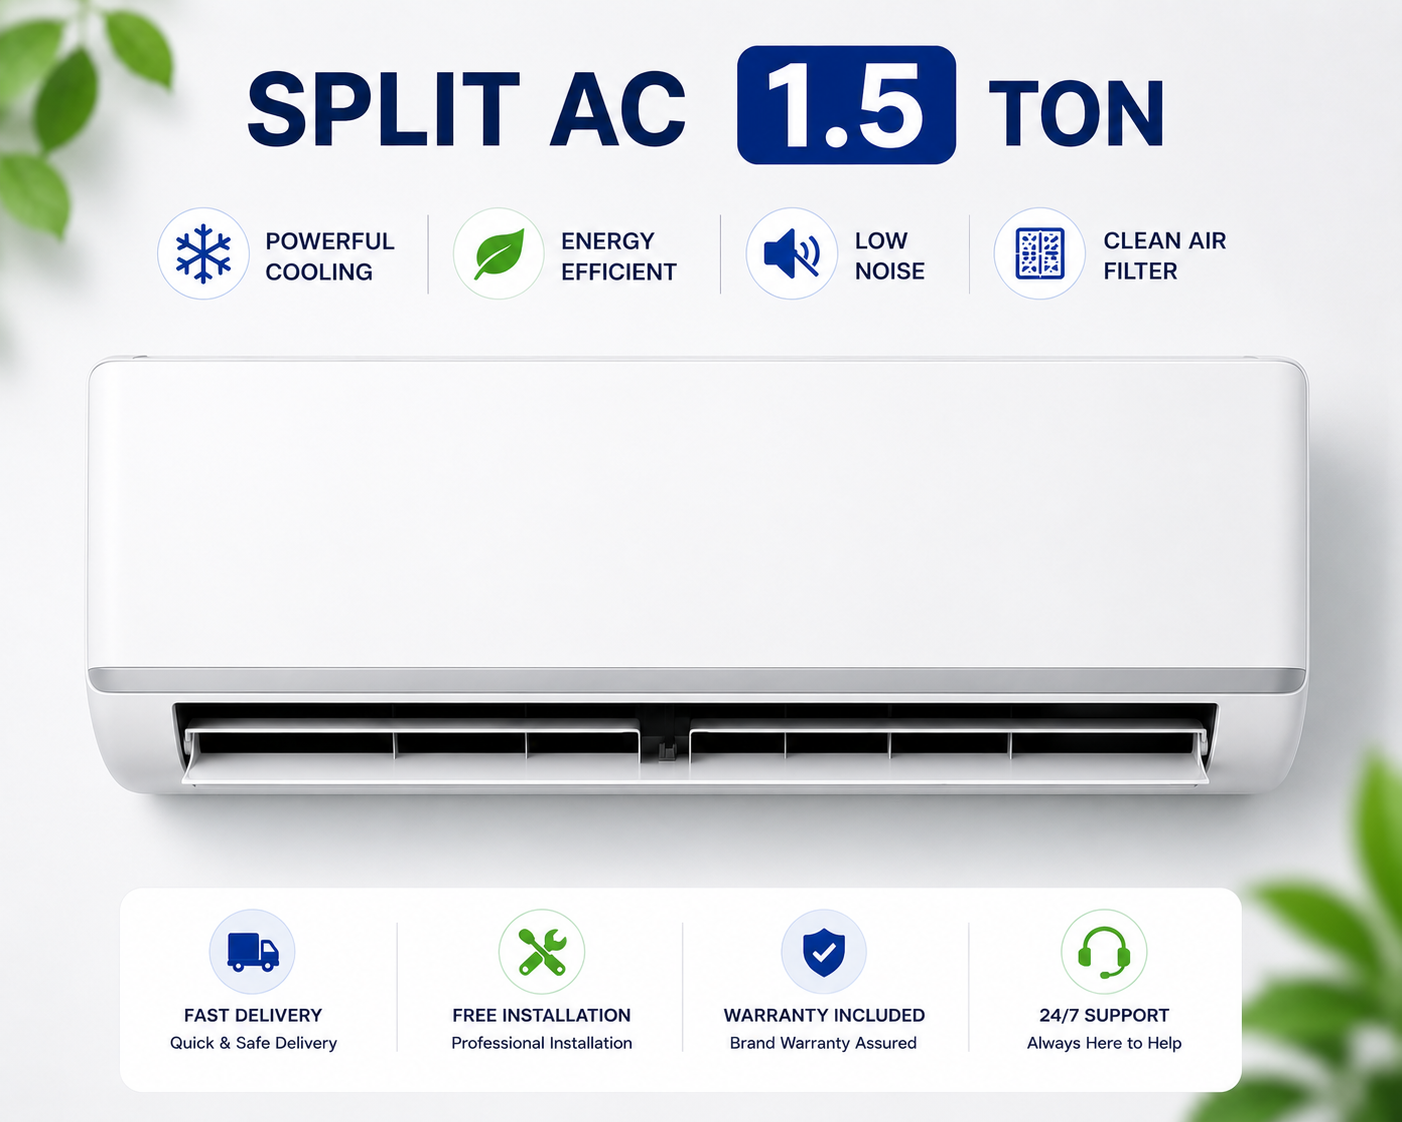 SPLIT AC 1.5 TON
POWERFUL
COOLING
ENERGY
EFFICIENT
LOW
NOISE
CLEAN AIR
FILTER
FAST DELIVERY
Quick & Safe Delivery
FREE INSTALLATION
Professional Installation
WARRANTY INCLUDED
Brand Warranty Assured
24/7 SUPPORT
Always Here to Help